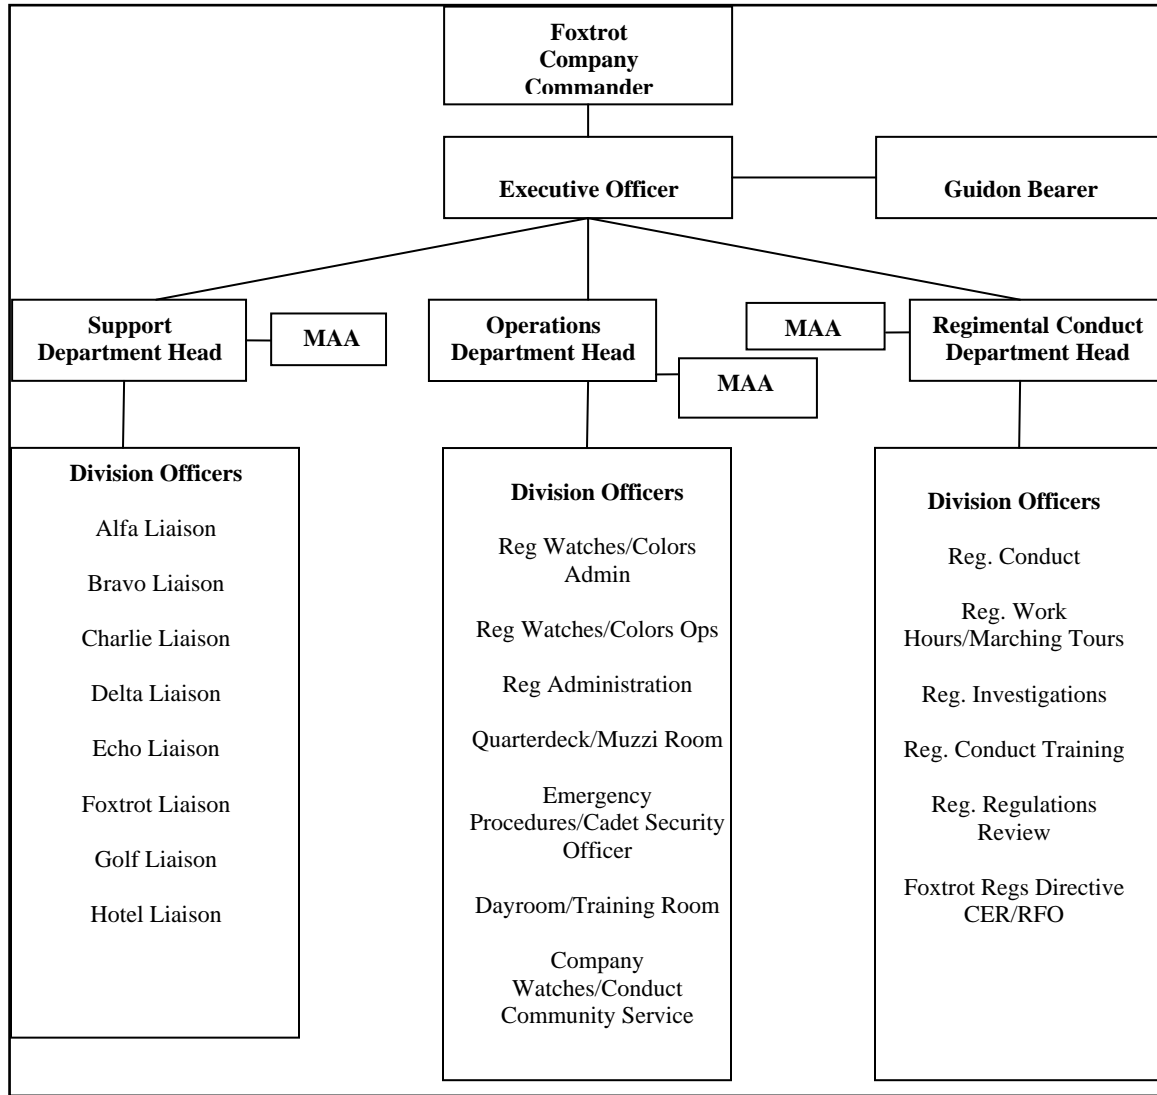 Foxtrot
Company
Commander
Executive Officer
Guidon Bearer
Support
Department Head
MAA
Operations
Department Head
MAA
MAA
Regimental Conduct
Department Head
Division Officers
Alfa Liaison
Bravo Liaison
Charlie Liaison
Delta Liaison
Echo Liaison
Foxtrot Liaison
Golf Liaison
Hotel Liaison
Division Officers
Reg Watches/Colors
Admin
Reg Watches/Colors Ops
Reg Administration
Quarterdeck/Muzzi Room
Emergency
Procedures/Cadet Security
Officer
Dayroom/Training Room
Company
Watches/Conduct
Community Service
Division Officers
Reg. Conduct
Reg. Work
Hours/Marching Tours
Reg. Investigations
Reg. Conduct Training
Reg. Regulations
Review
Foxtrot Regs Directive
CER/RFO